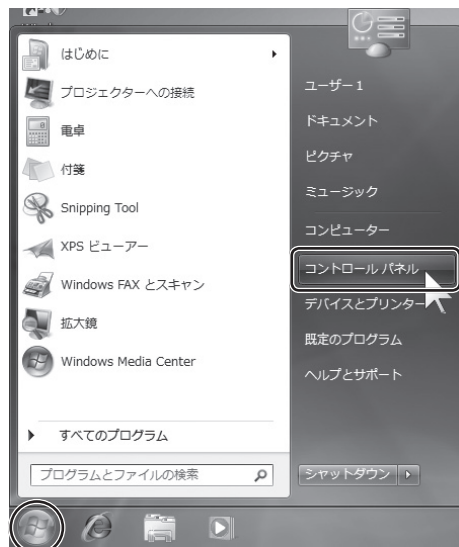 はじめに
プロジェクターへの接続
電卓
付箋
Snipping Tool
XPS ビューアー
Windows FAX とスキャン
拡大鏡
Windows Media Center
すべてのプログラム
プログラムとファイルの検索
ユーザー1
ドキュメント
ピクチャ
ミュージック
コンピューター
コントロール パネル
デバイスとプリンター
既定のプログラム
ヘルプとサポート
シャットダウン